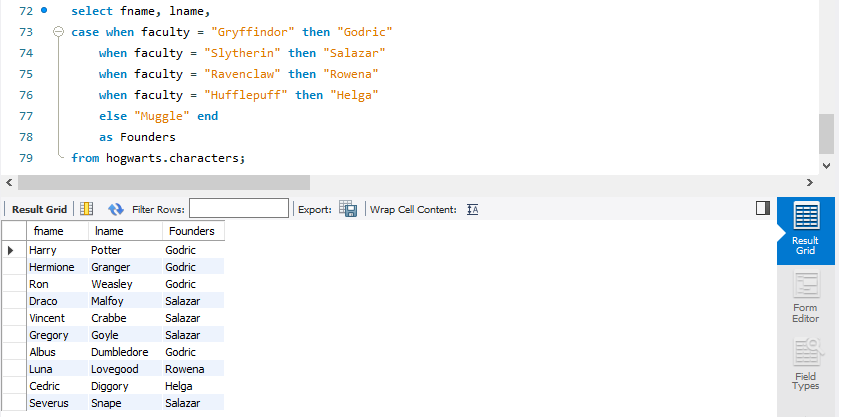 72 select fname, lname,
73 case when faculty = "Gryffindor" then "Godric"
74 when faculty = "Slytherin" then "Salazar"
75 when faculty = "Ravenclaw" then "Rowena"
76 when faculty = "Hufflepuff" then "Helga"
77 else "Muggle" end
78 as Founders
79 from hogwarts.characters;
Result Grid Filter Rows: Export: Wrap Cell Content:
fname lname Founders
Harry Potter Godric
Hermione Granger Godric
Ron Weasley Godric
Draco Malfoy Salazar
Vincent Crabbe Salazar
Gregory Goyle Salazar
Albus Dumbledore Godric
Luna Lovegood Rowena
Cedric Diggory Helga
Severus Snape Salazar
Result
Grid
Form
Editor
Field
Types